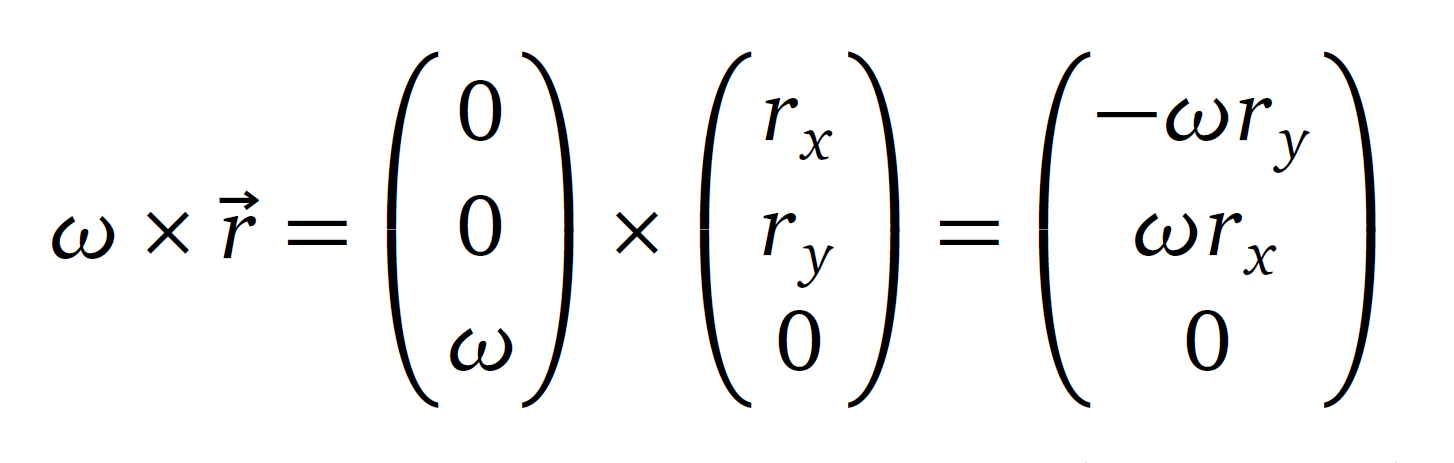 ω × r⃗ = (0 0 ω) × (r_x r_y 0) = (−ωr_y ωr_x 0)